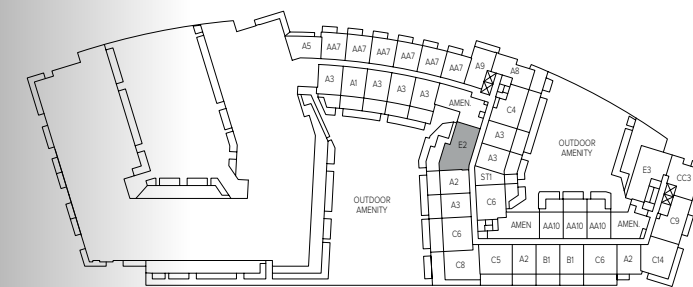 A5
AA7
AA7
AA7
AA7
AA7
AA7
A9
A8
A3
A1
A3
A3
A3
AMEN.
C4
A3
A3
E2
ST1
OUTDOOR
AMENITY
E3
CC3
A2
A3
C6
C6
OUTDOOR
AMENITY
AMEN
AA10
AA10
AA10
AMEN.
C9
C8
C5
A2
B1
B1
C6
A2
C14